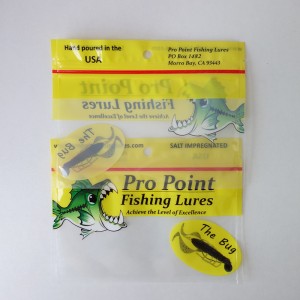 Hand poured in the
USA
Pro Point Fishing Lures
PO Box 1482
Morro Bay, CA 93443
Pro Point
Fishing Lures
Achieve the Level of Excellence
The Bug
SALT IMPREGNATED
Pro Point
Fishing Lures
Achieve the Level of Excellence
The Bug